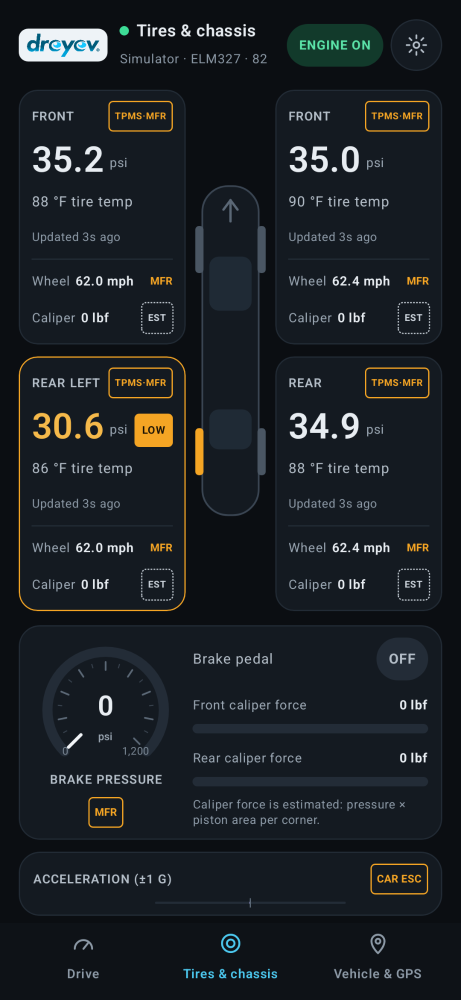 dreyev.
Tires & chassis
Simulator · ELM327 · 82
ENGINE ON
FRONT
TPMS·MFR
35.2 psi
88 °F tire temp
Updated 3s ago
Wheel 62.0 mph MFR
Caliper 0 lbf EST
FRONT
TPMS·MFR
35.0 psi
90 °F tire temp
Updated 3s ago
Wheel 62.4 mph MFR
Caliper 0 lbf EST
REAR LEFT
TPMS·MFR
30.6 psi LOW
86 °F tire temp
Updated 3s ago
Wheel 62.0 mph MFR
Caliper 0 lbf EST
REAR
TPMS·MFR
34.9 psi
88 °F tire temp
Updated 3s ago
Wheel 62.4 mph MFR
Caliper 0 lbf EST
0
psi
0 1,200
BRAKE PRESSURE
MFR
Brake pedal OFF
Front caliper force 0 lbf
Rear caliper force 0 lbf
Caliper force is estimated: pressure ×
piston area per corner.
ACCELERATION (±1 G) CAR ESC
Drive
Tires & chassis
Vehicle & GPS